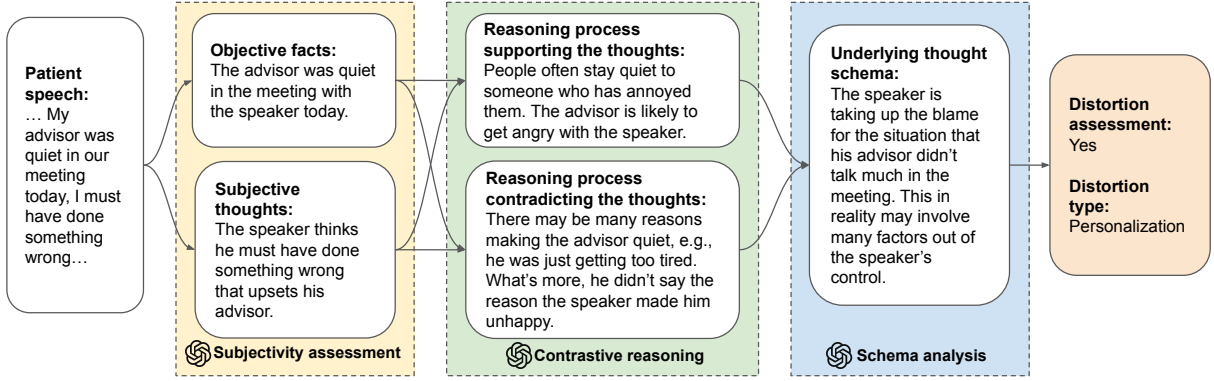 Patient
speech:
… My
advisor was
quiet in our
meeting
today, I must
have done
something
wrong…
Objective facts:
The advisor was quiet
in the meeting with
the speaker today.
Subjective
thoughts:
The speaker thinks
he must have done
something wrong
that upsets his
advisor.
Subjectivity assessment
Reasoning process
supporting the thoughts:
People often stay quiet to
someone who has annoyed
them. The advisor is likely to
get angry with the speaker.
Reasoning process
contradicting the thoughts:
There may be many reasons
making the advisor quiet, e.g.,
he was just getting too tired.
What's more, he didn't say the
reason the speaker made him
unhappy.
Contrastive reasoning
Underlying thought
schema:
The speaker is
taking up the blame
for the situation that
his advisor didn't
talk much in the
meeting. This in
reality may involve
many factors out of
the speaker's
control.
Schema analysis
Distortion
assessment:
Yes
Distortion
type:
Personalization